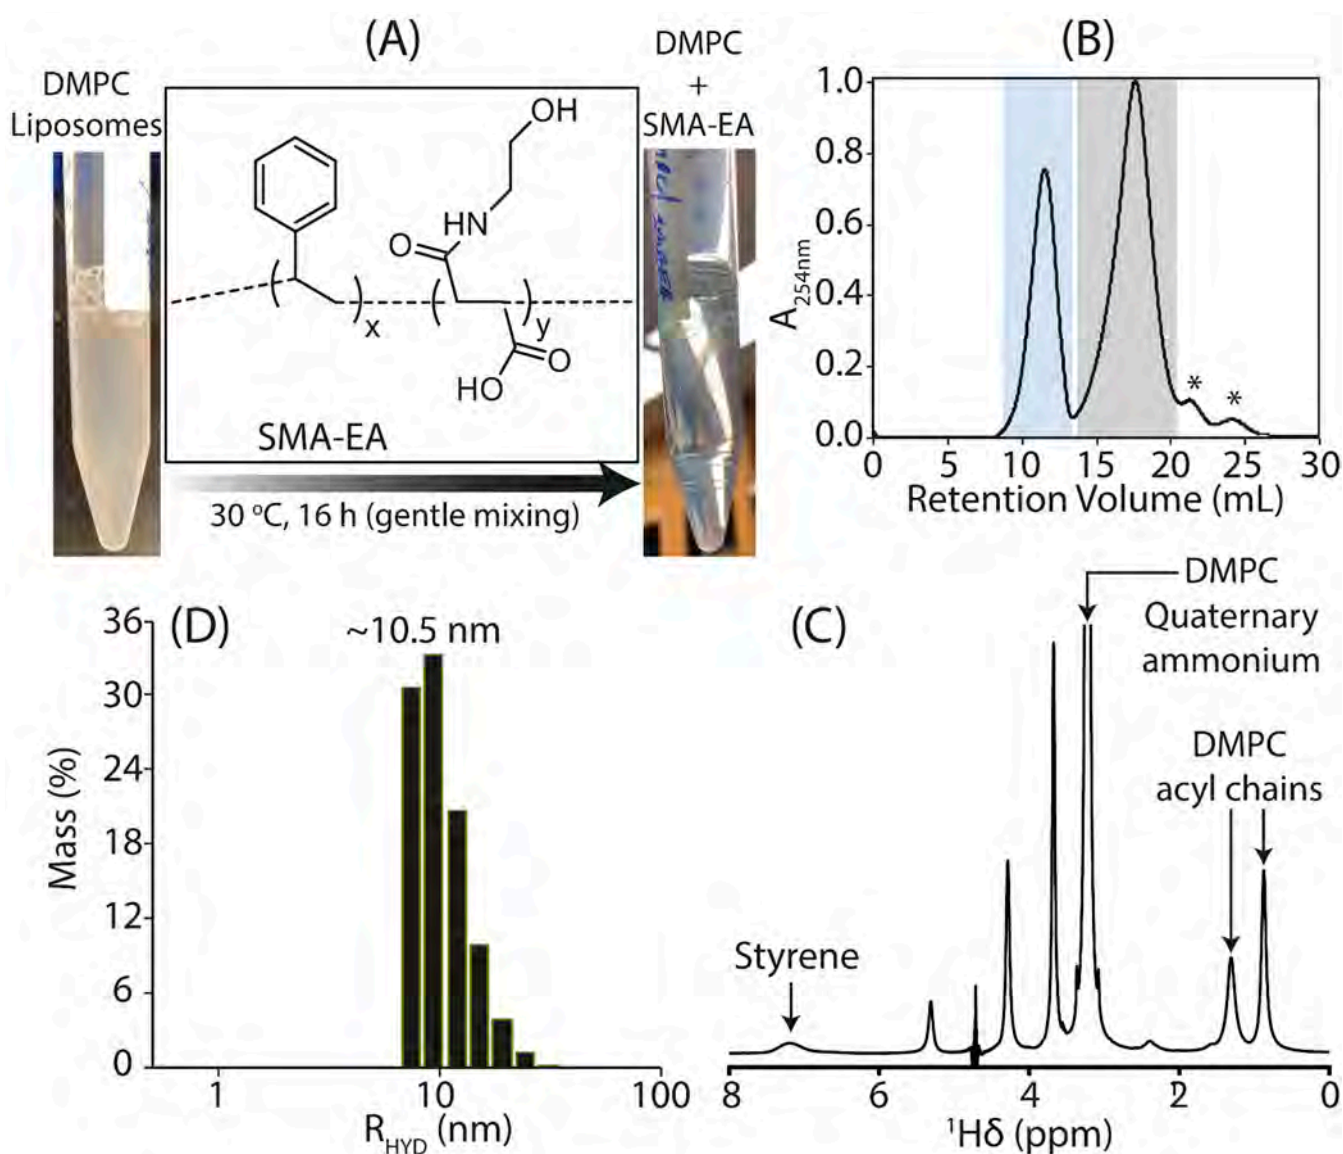 (A)
DMPC
Liposomes
DMPC
+
SMA-EA
OH
HN
O
x
y
O
HO
SMA-EA
30 °C, 16 h (gentle mixing)
(B)
1.0
0.8
0.6
0.4
0.2
0.0
A254nm
* *
0 5 10 15 20 25 30
Retention Volume (mL)
(D)
~10.5 nm
36
30
24
18
12
6
0
Mass (%)
1 10 100
RHYD (nm)
(C)
DMPC
Quaternary
ammonium
DMPC
acyl chains
Styrene
8 6 4 2 0
¹Hδ (ppm)